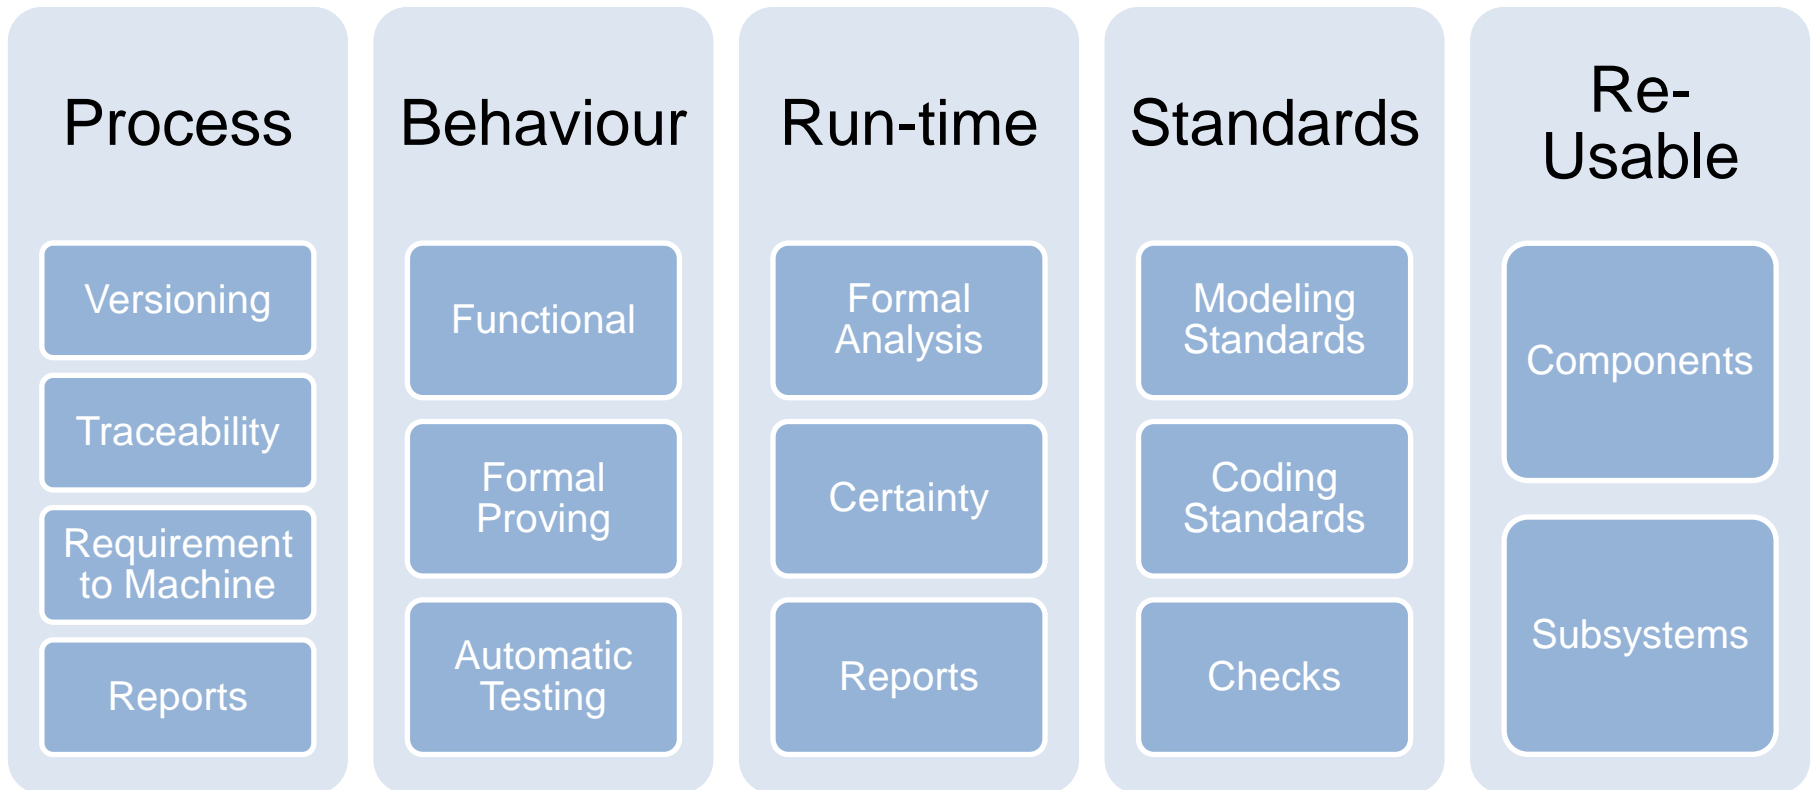 Process
Versioning
Traceability
Requirement
to Machine
Reports
Behaviour
Functional
Formal
Proving
Automatic
Testing
Run-time
Formal
Analysis
Certainty
Reports
Standards
Modeling
Standards
Coding
Standards
Checks
Re-
Usable
Components
Subsystems